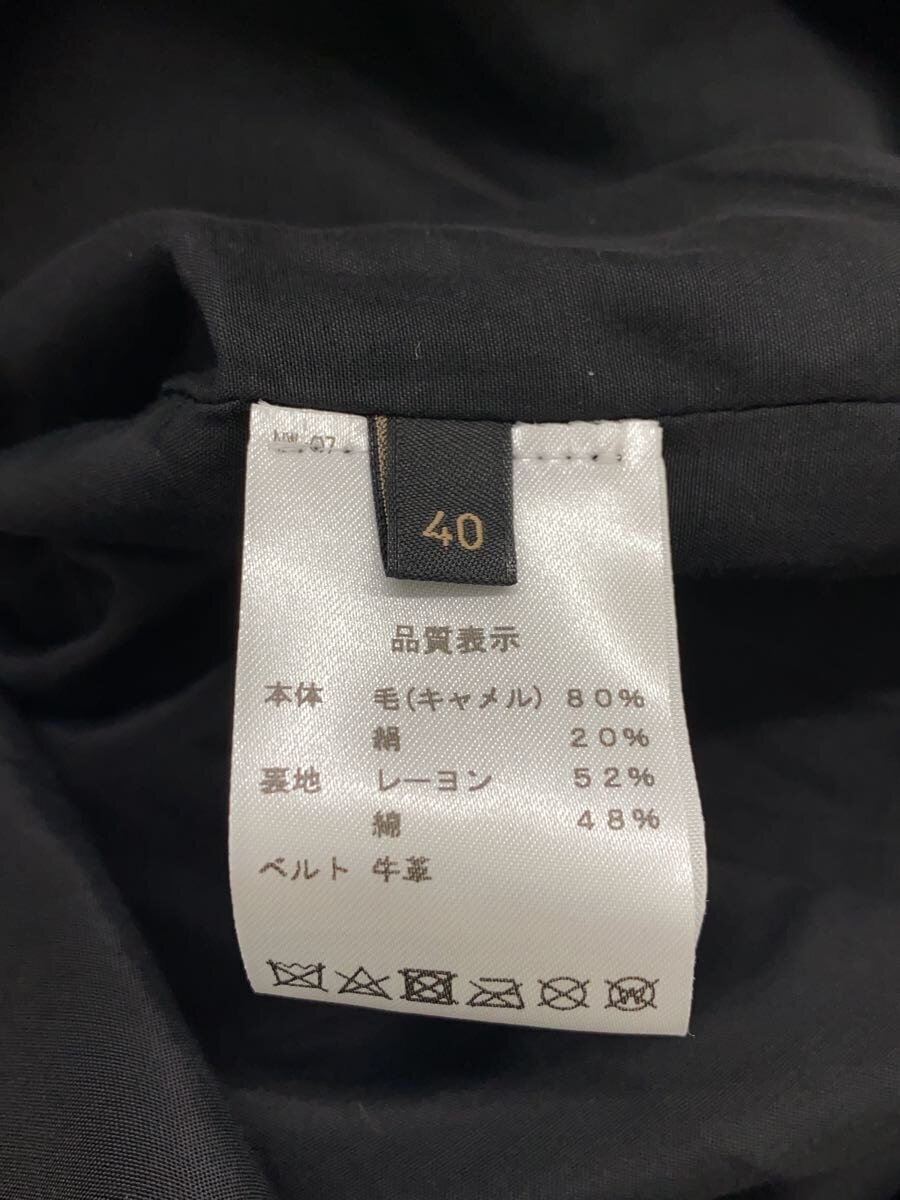 40
品質表示
本体 毛(キャメル) 80%
絹 20%
裏地 レーヨン 52%
綿 48%
ベルト 牛革